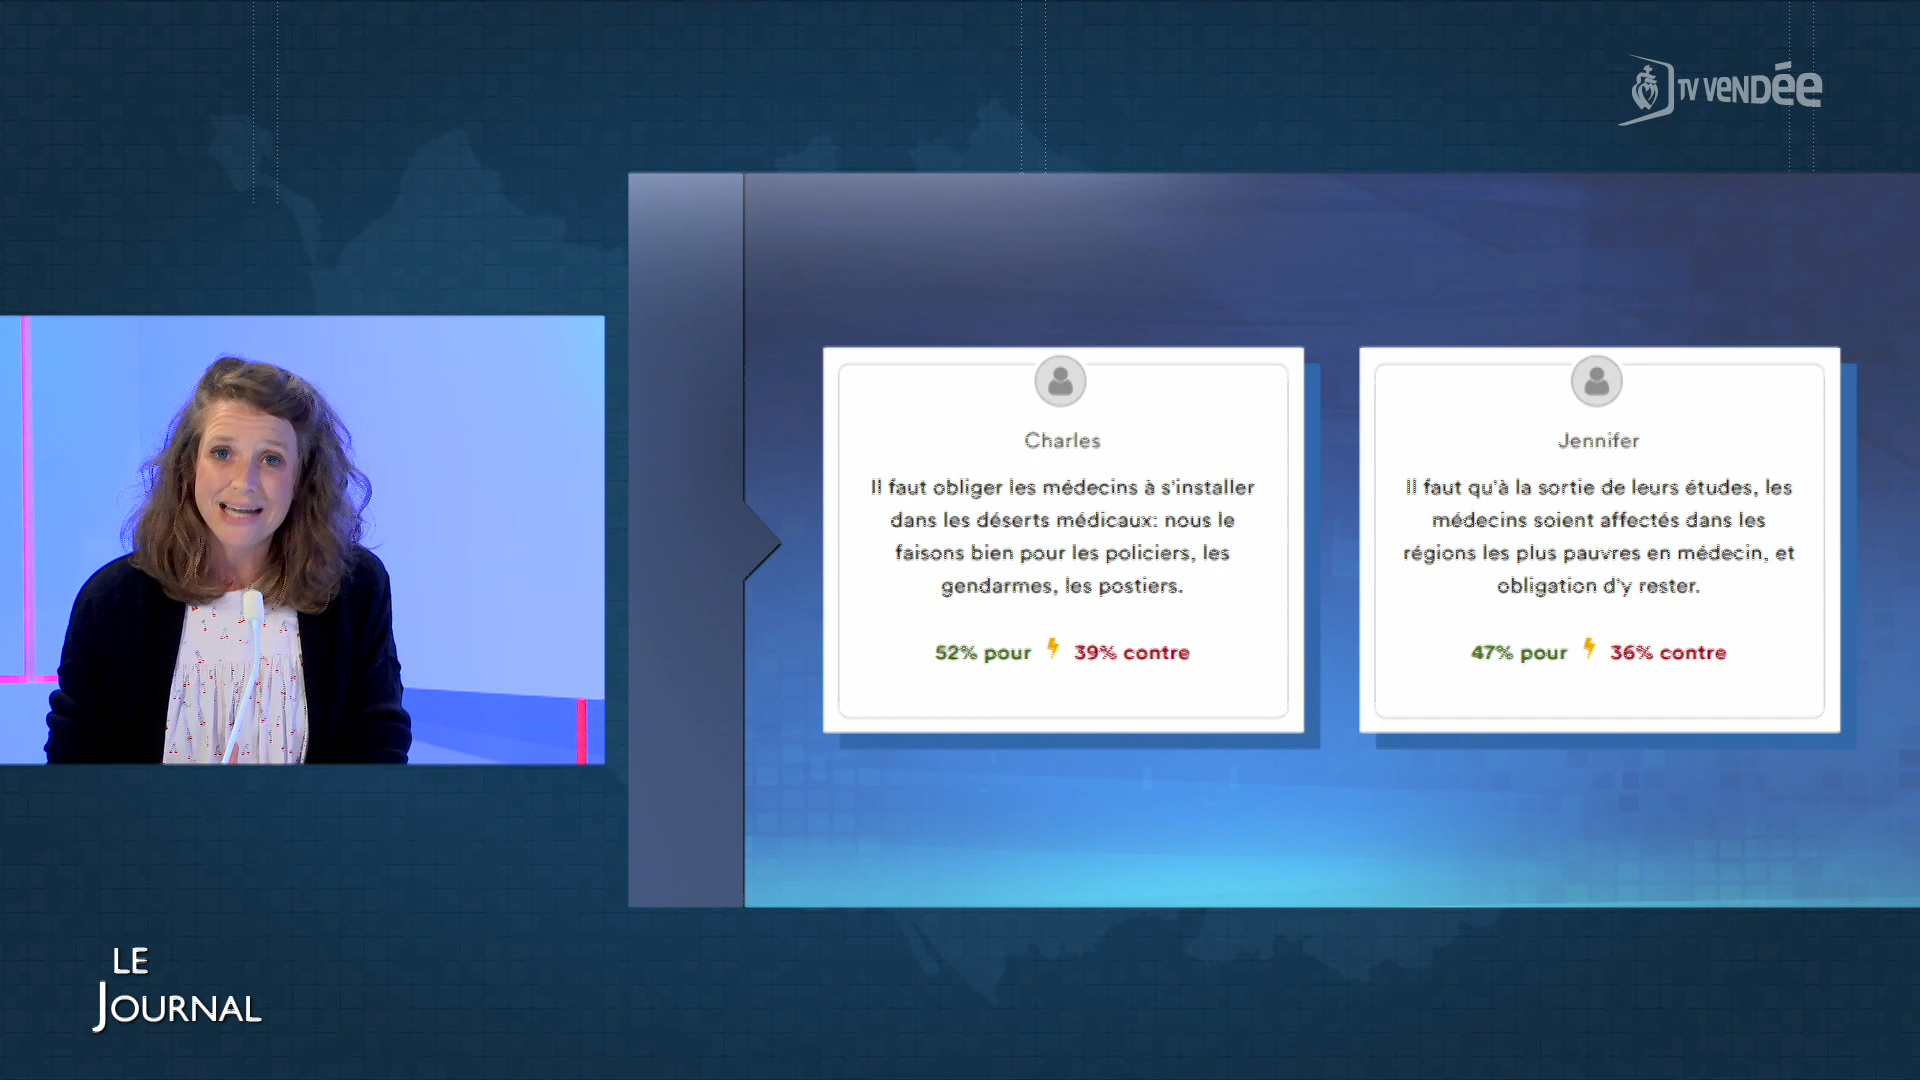 TV VENDÉE
Charles
Il faut obliger les médecins à s'installer
dans les déserts médicaux: nous le
faisons bien pour les policiers, les
gendarmes, les postiers.
52% pour 39% contre
Jennifer
Il faut qu'à la sortie de leurs études, les
médecins soient affectés dans les
régions les plus pauvres en médecin, et
obligation d'y rester.
47% pour 36% contre
LE
JOURNAL